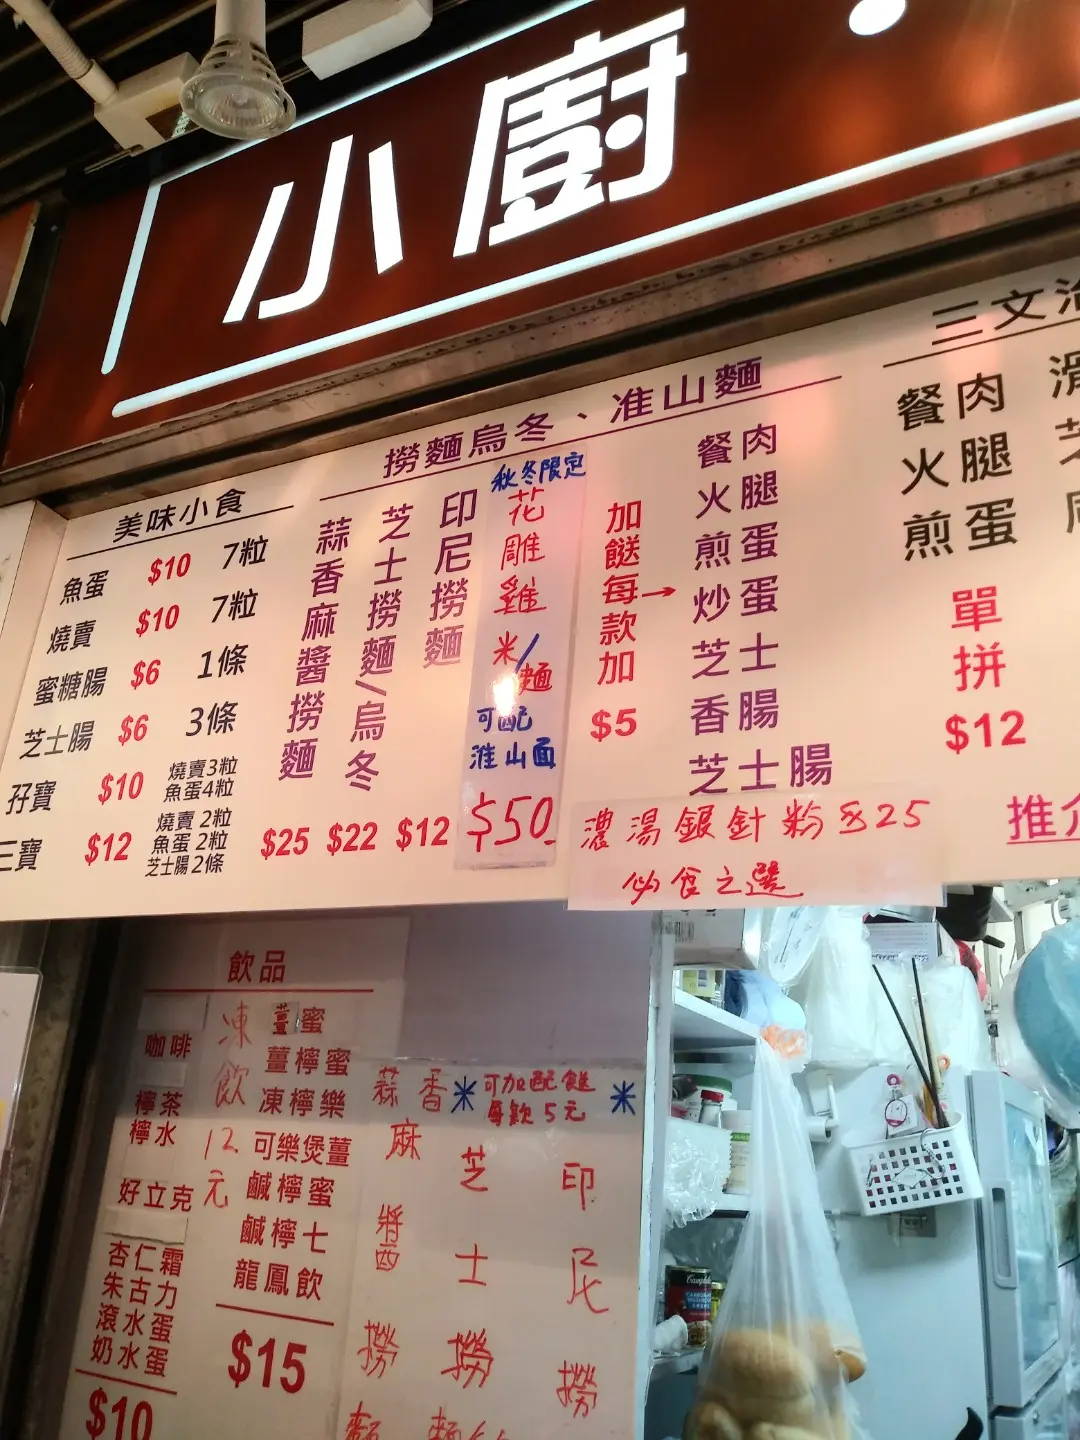 小廚
美味小食
魚蛋 $10 7粒
燒賣 $10 7粒
蜜糖腸 $6 1條
芝士腸 $6 3條
孖寶 $10 燒賣3粒
魚蛋4粒
三寶 $12 燒賣2粒
魚蛋2粒
芝士腸2條
撈麵烏冬、准山麵
蒜香麻醬撈麵 $25
芝士撈麵/烏冬 $22
印尼撈麵 $12
秋冬限定
花雕雞
米/麵
可配
淮山面
$50
加餸每款加 → $5
餐肉
火腿
煎蛋
炒蛋
芝士
香腸
芝士腸
濃湯銀針粉$25
必食之選
三文治
餐肉
火腿
煎蛋
滑
芝
單拼
$12
推介
飲品
咖啡
檸茶
檸水
好立克
杏仁霜
朱古力
滾水蛋
奶水蛋
$10
凍飲12元
薑蜜
薑檸蜜
凍檸樂
可樂煲薑
鹹檸蜜
鹹檸七
龍鳳飲
$15
可加配餸
每款5元
蒜香麻醬撈麵
芝士撈麵
印尼撈
Campbell's